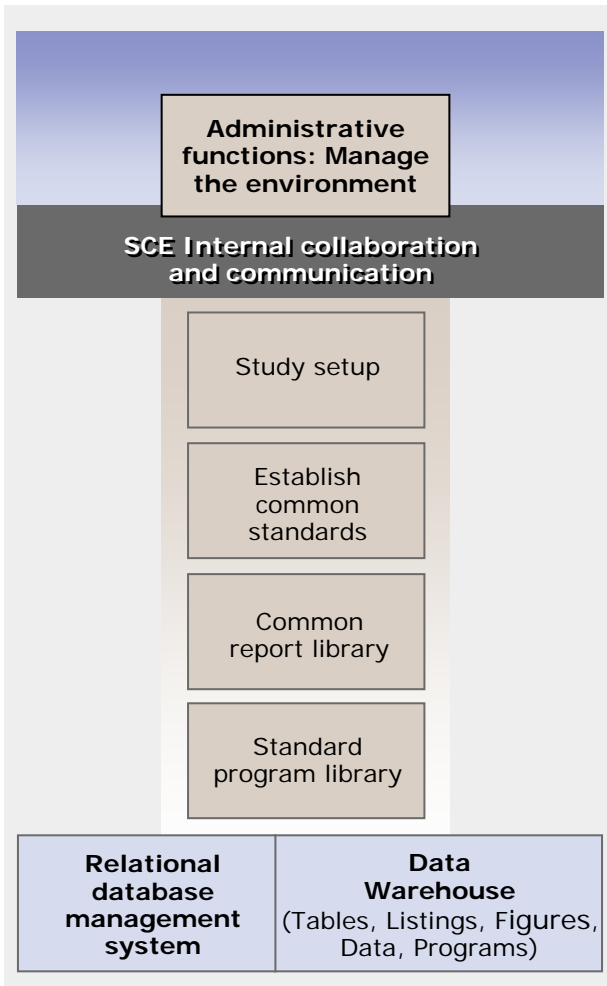 Administrative
functions: Manage
the environment
SCE Internal collaboration
and communication
Study setup
Establish
common
standards
Common
report library
Standard
program library
Relational
database
management
system
Data
Warehouse
(Tables, Listings, Figures,
Data, Programs)